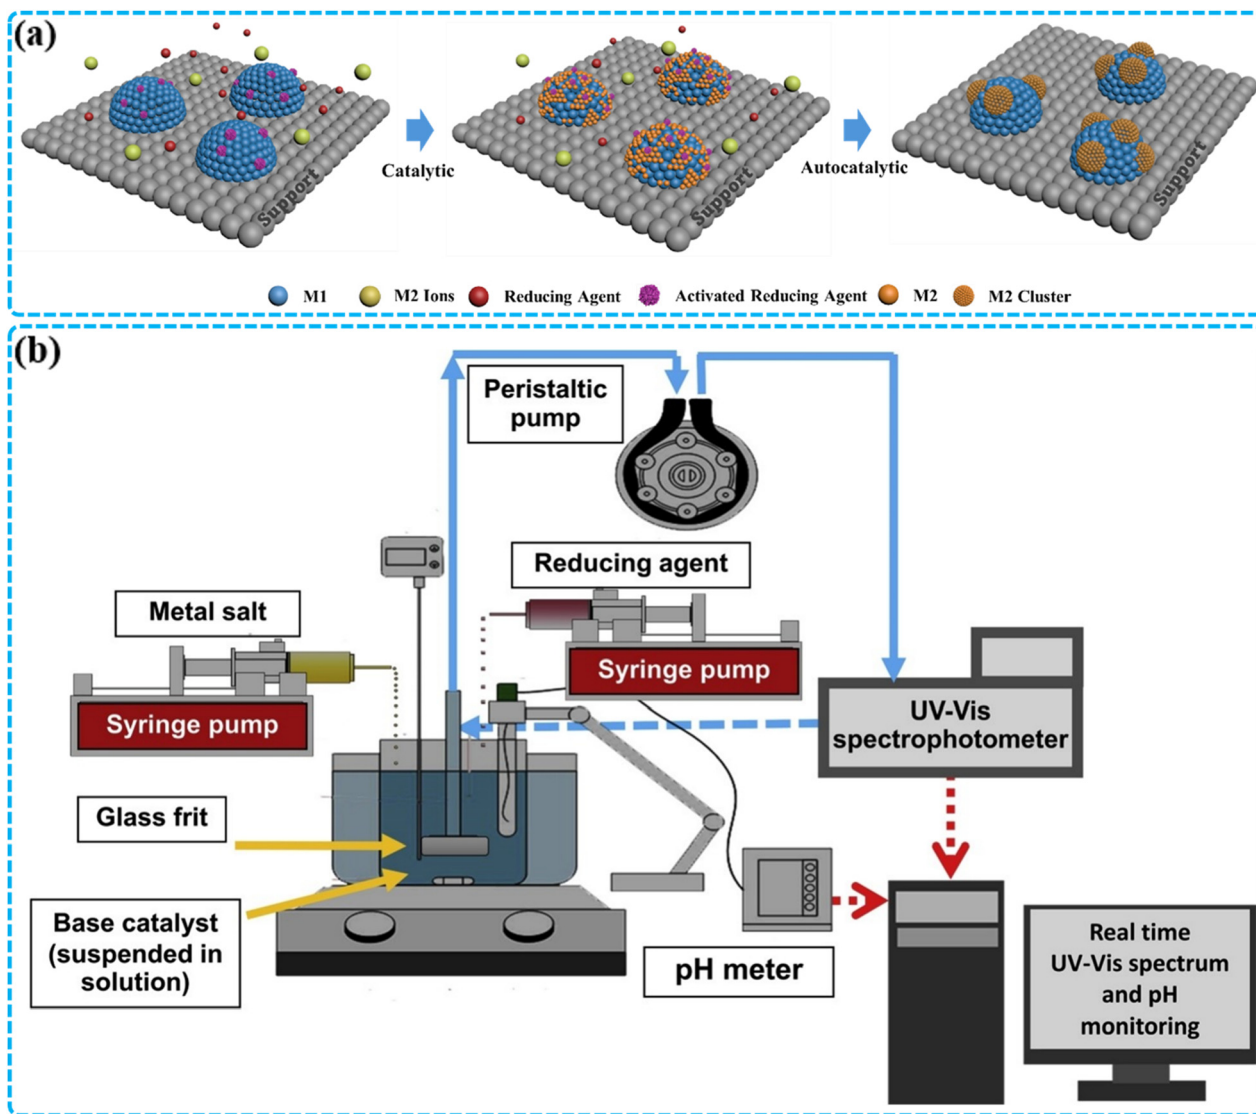 (a)
Support
Catalytic
Support
Autocatalytic
Support
M1
M2 Ions
Reducing Agent
Activated Reducing Agent
M2
M2 Cluster
(b)
Peristaltic
pump
Reducing agent
Metal salt
Syringe pump
Syringe pump
UV-Vis
spectrophotometer
Glass frit
Base catalyst
(suspended in
solution)
pH meter
Real time
UV-Vis spectrum
and pH
monitoring